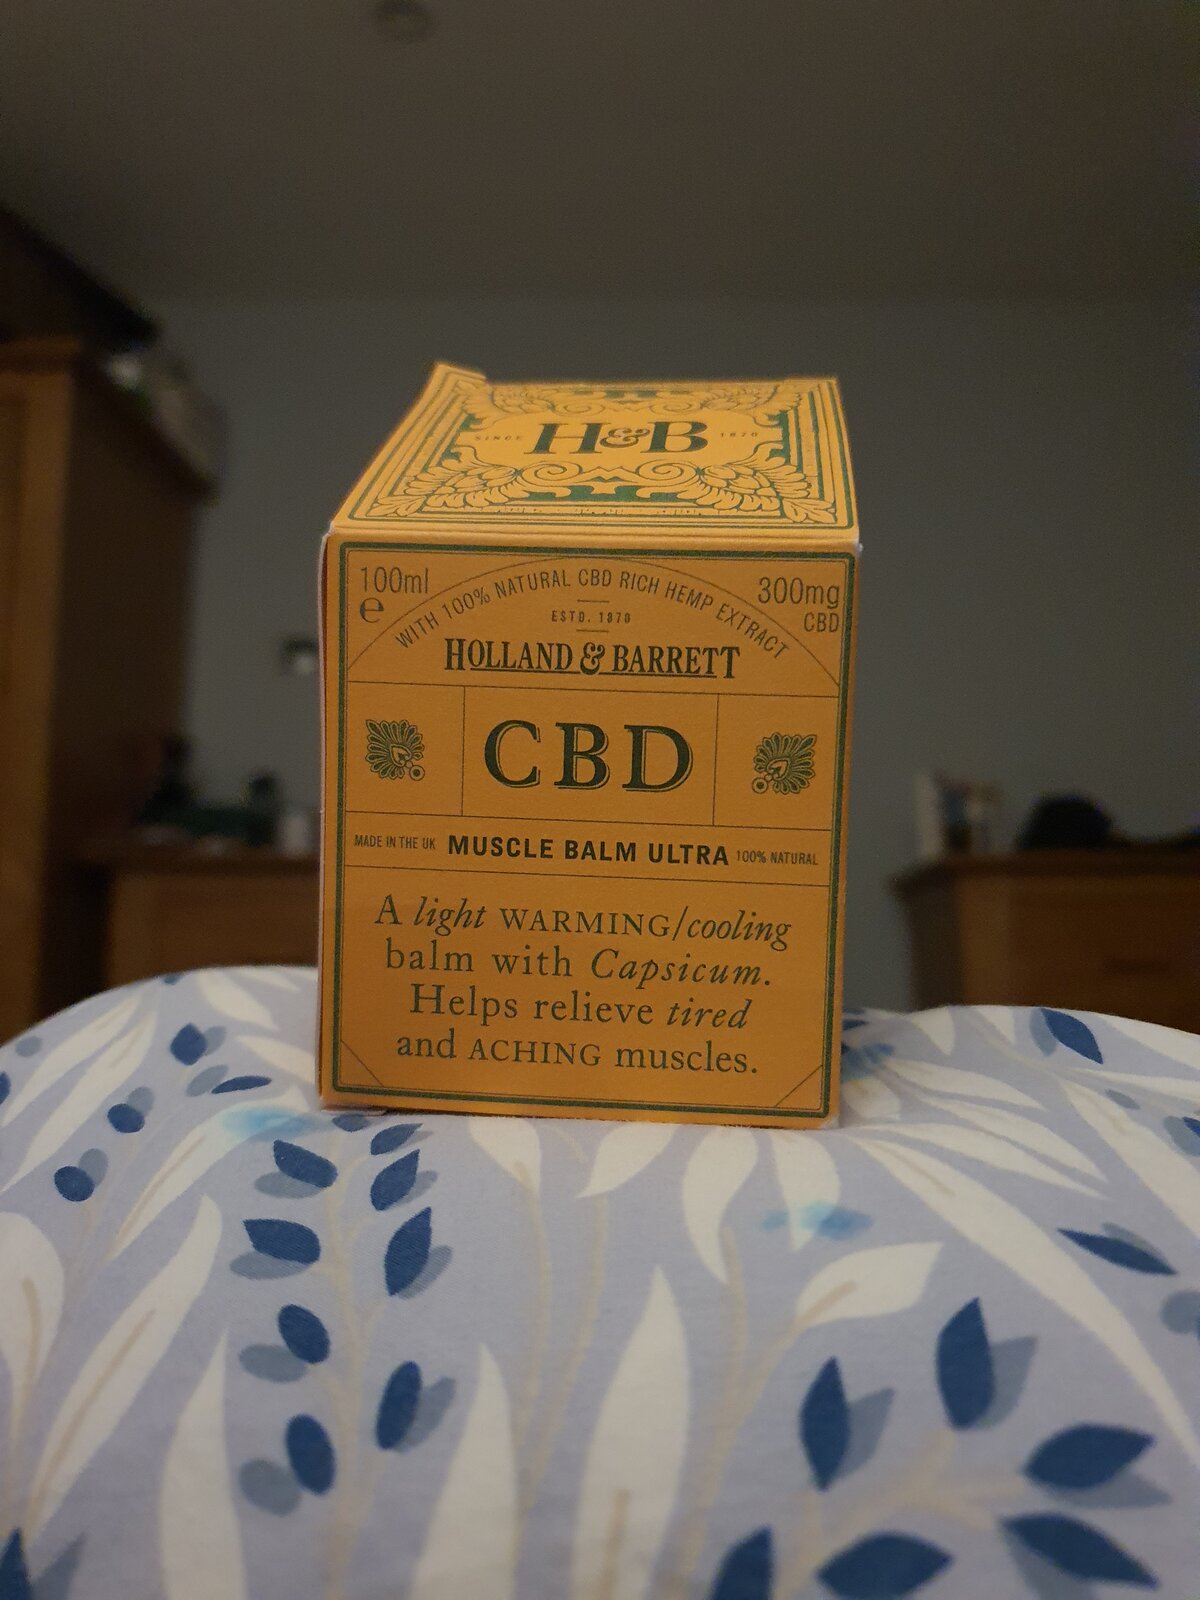 SINCE H&B 1870
100ml
e
WITH 100% NATURAL CBD RICH HEMP EXTRACT
300mg
CBD
ESTD. 1870
HOLLAND & BARRETT
CBD
MADE IN THE UK MUSCLE BALM ULTRA 100% NATURAL
A light WARMING/cooling
balm with Capsicum.
Helps relieve tired
and ACHING muscles.